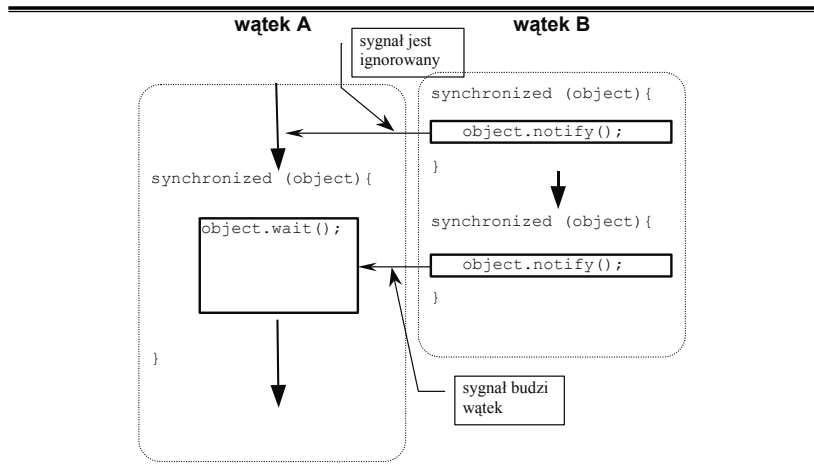 wątek A
wątek B
sygnał jest
ignorowany
synchronized (object){
object.notify();
}
synchronized (object){
object.wait();
}
synchronized (object){
object.notify();
}
sygnał budzi
wątek